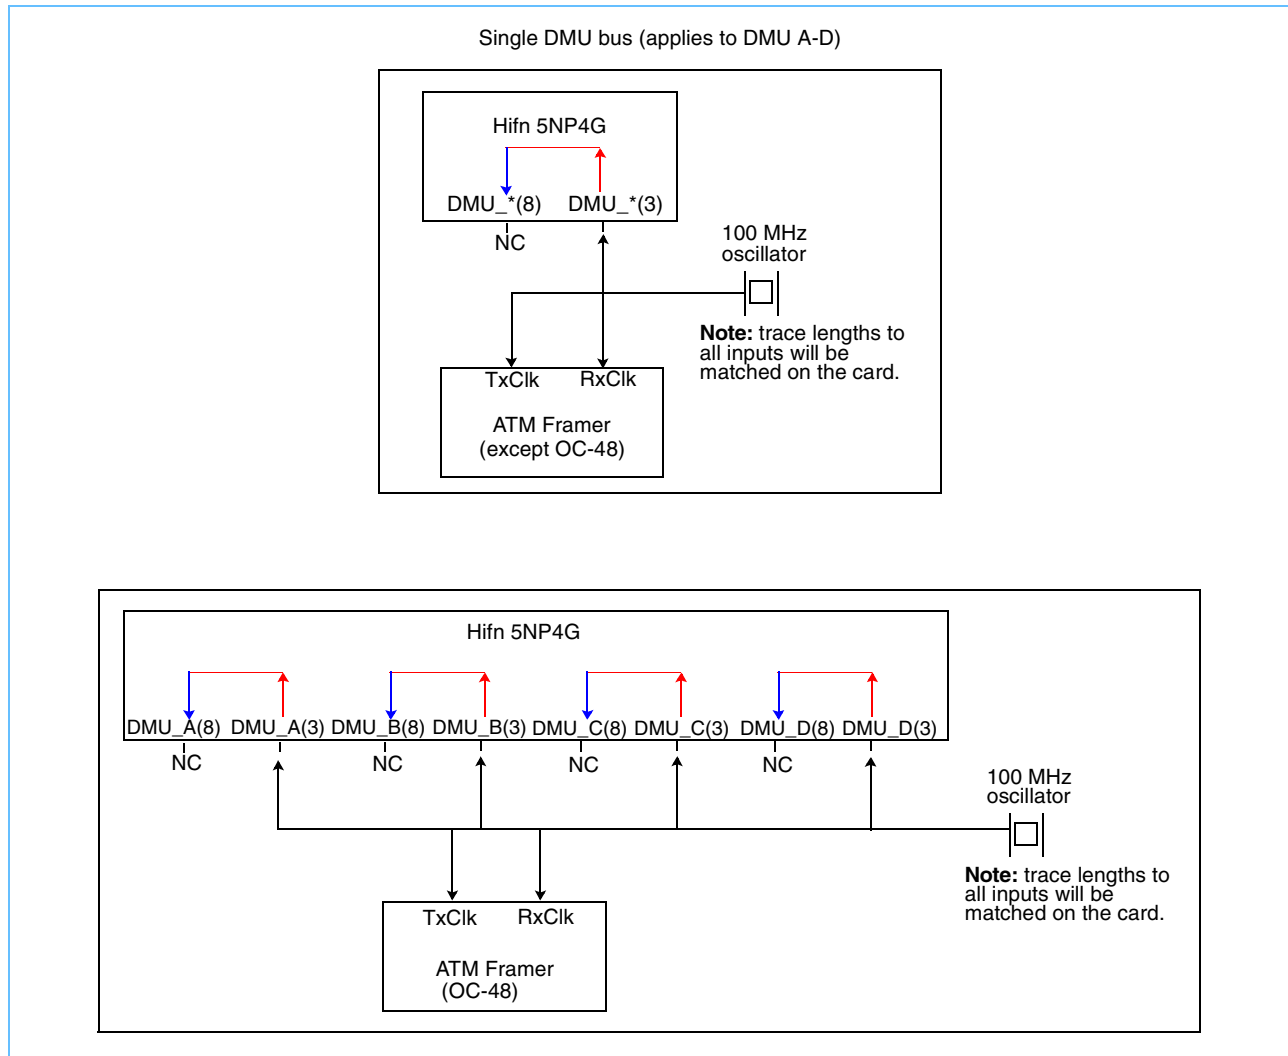 Single DMU bus (applies to DMU A-D)
Hifn 5NP4G
DMU_*(8) DMU_*(3)
NC
100 MHz
oscillator
Note: trace lengths to
all inputs will be
matched on the card.
TxClk RxClk
ATM Framer
(except OC-48)
Hifn 5NP4G
DMU_A(8) DMU_A(3) DMU_B(8) DMU_B(3) DMU_C(8) DMU_C(3) DMU_D(8) DMU_D(3)
NC NC NC NC
100 MHz
oscillator
Note: trace lengths to
all inputs will be
matched on the card.
TxClk RxClk
ATM Framer
(OC-48)